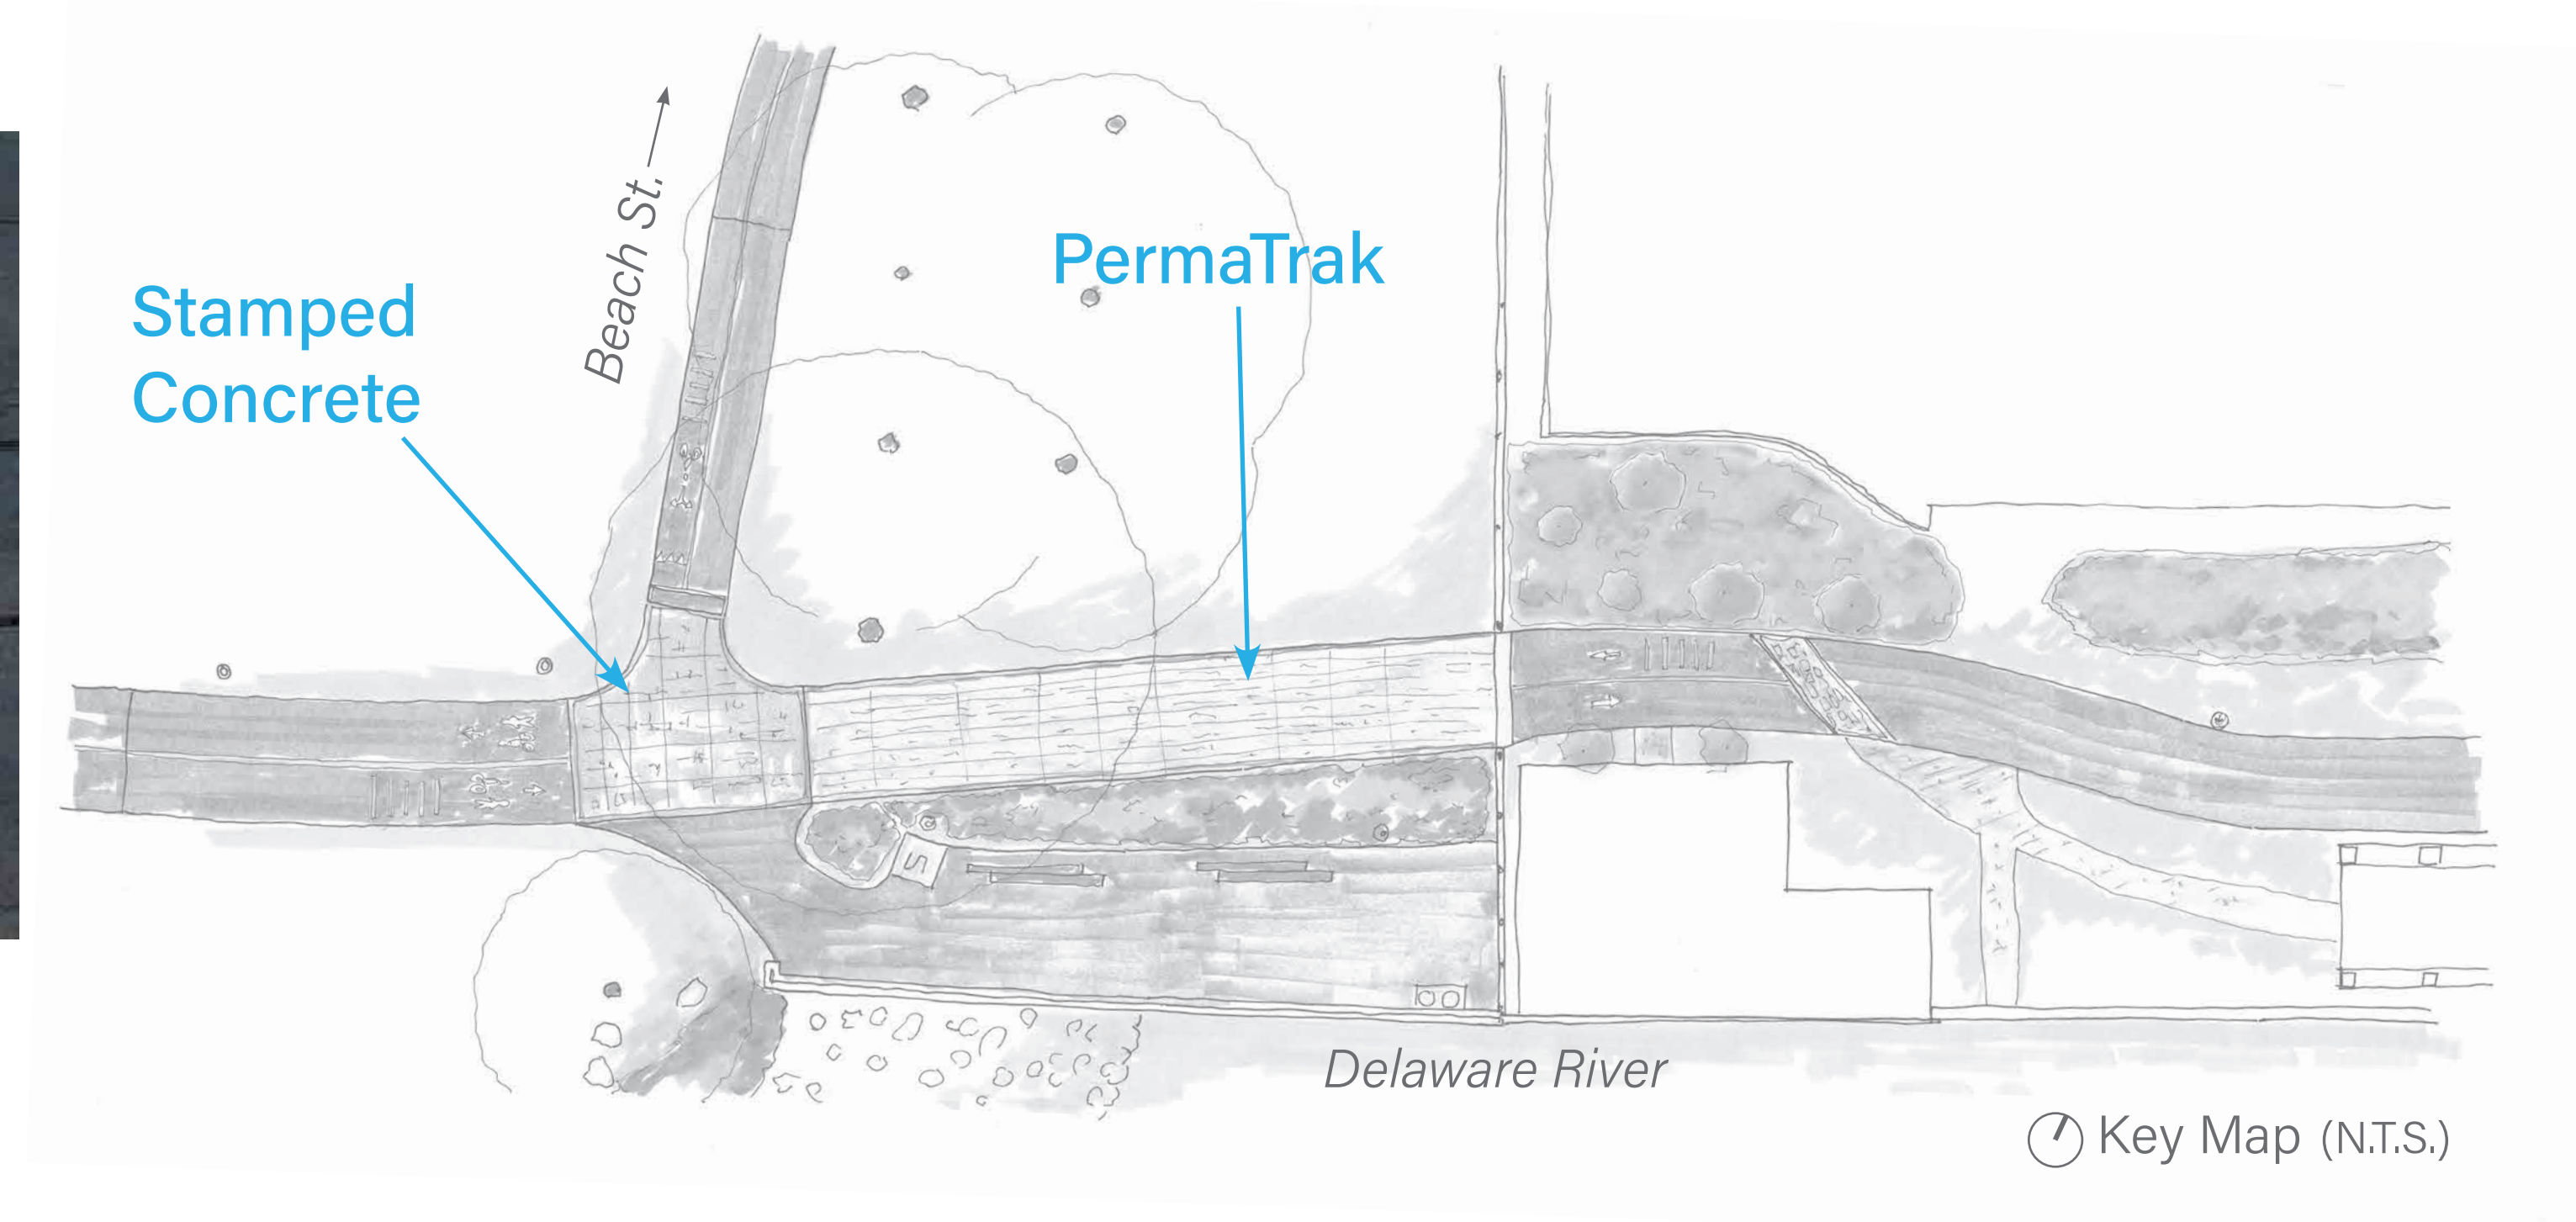 Beach St.
PermaTrak
Stamped
Concrete
Delaware River
Key Map (N.T.S.)